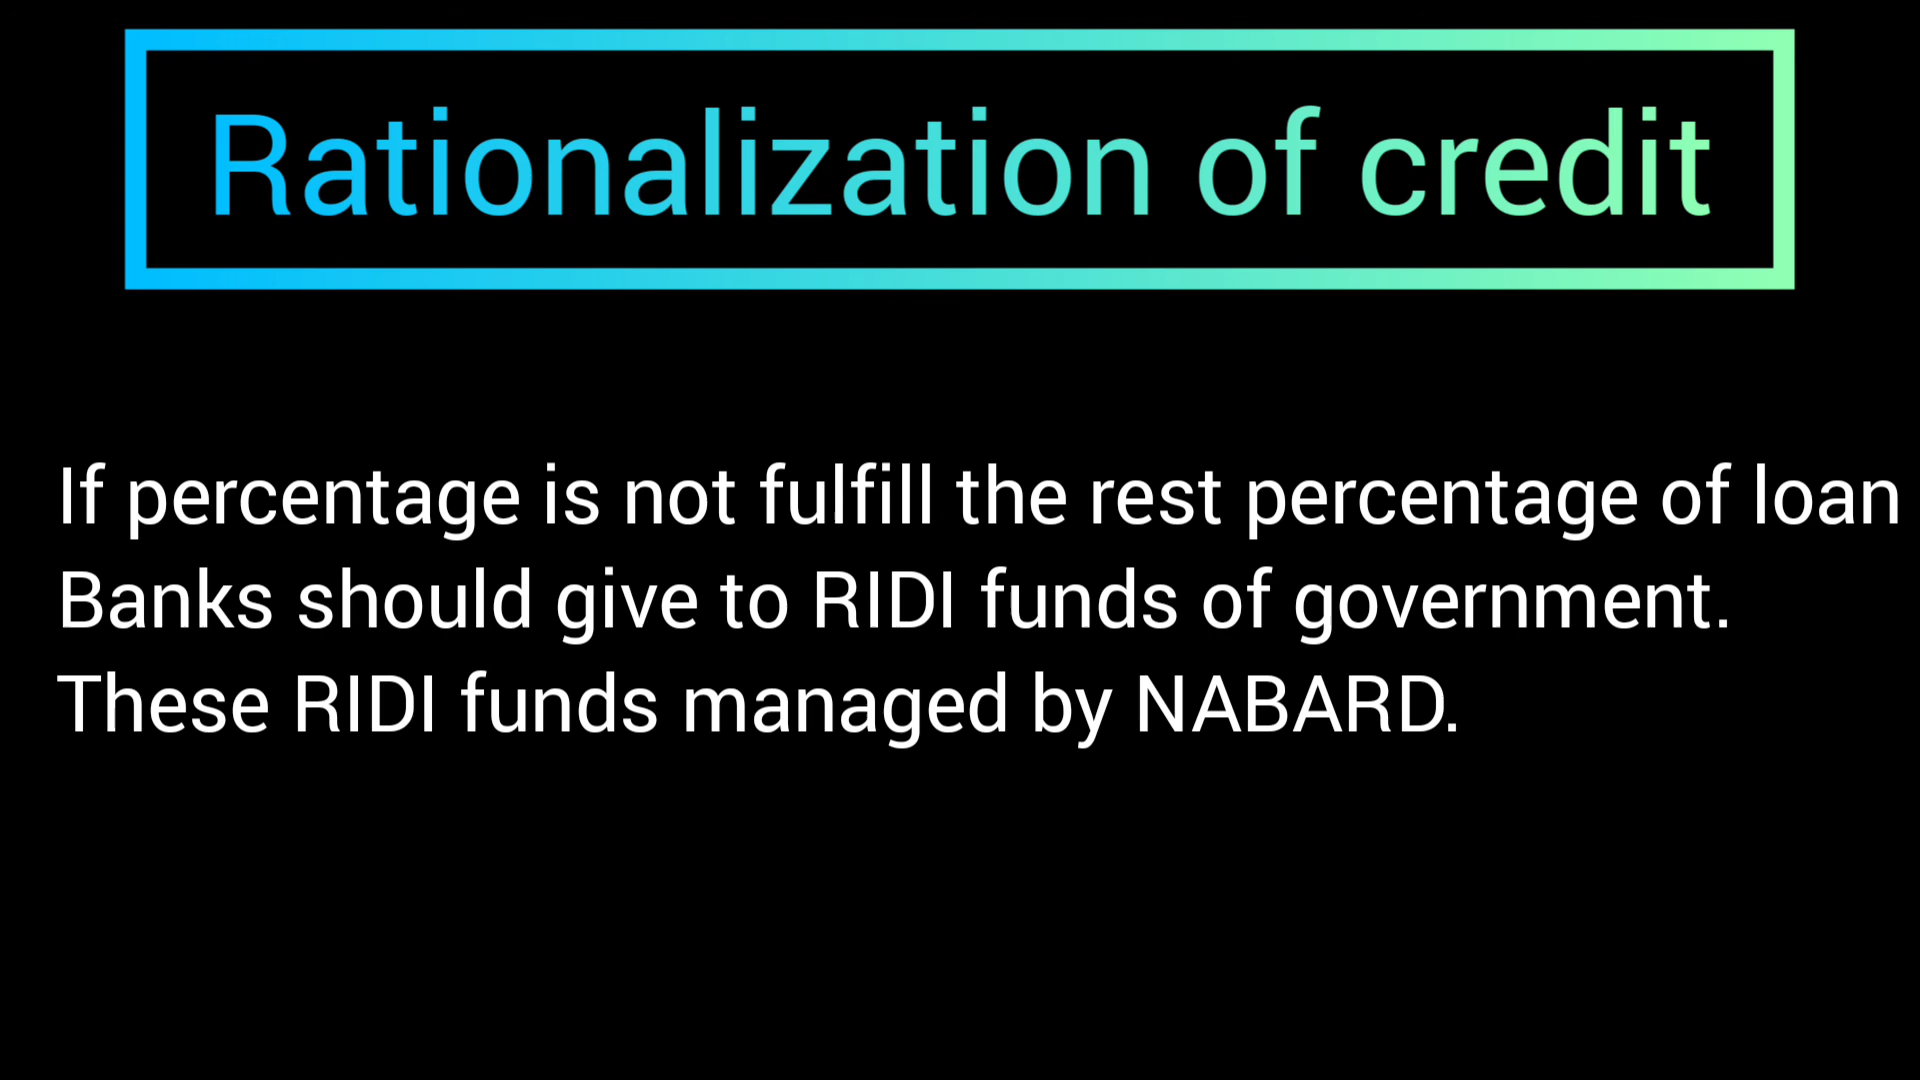 Rationalization of credit
If percentage is not fulfill the rest percentage of loan
Banks should give to RIDI funds of government.
These RIDI funds managed by NABARD.